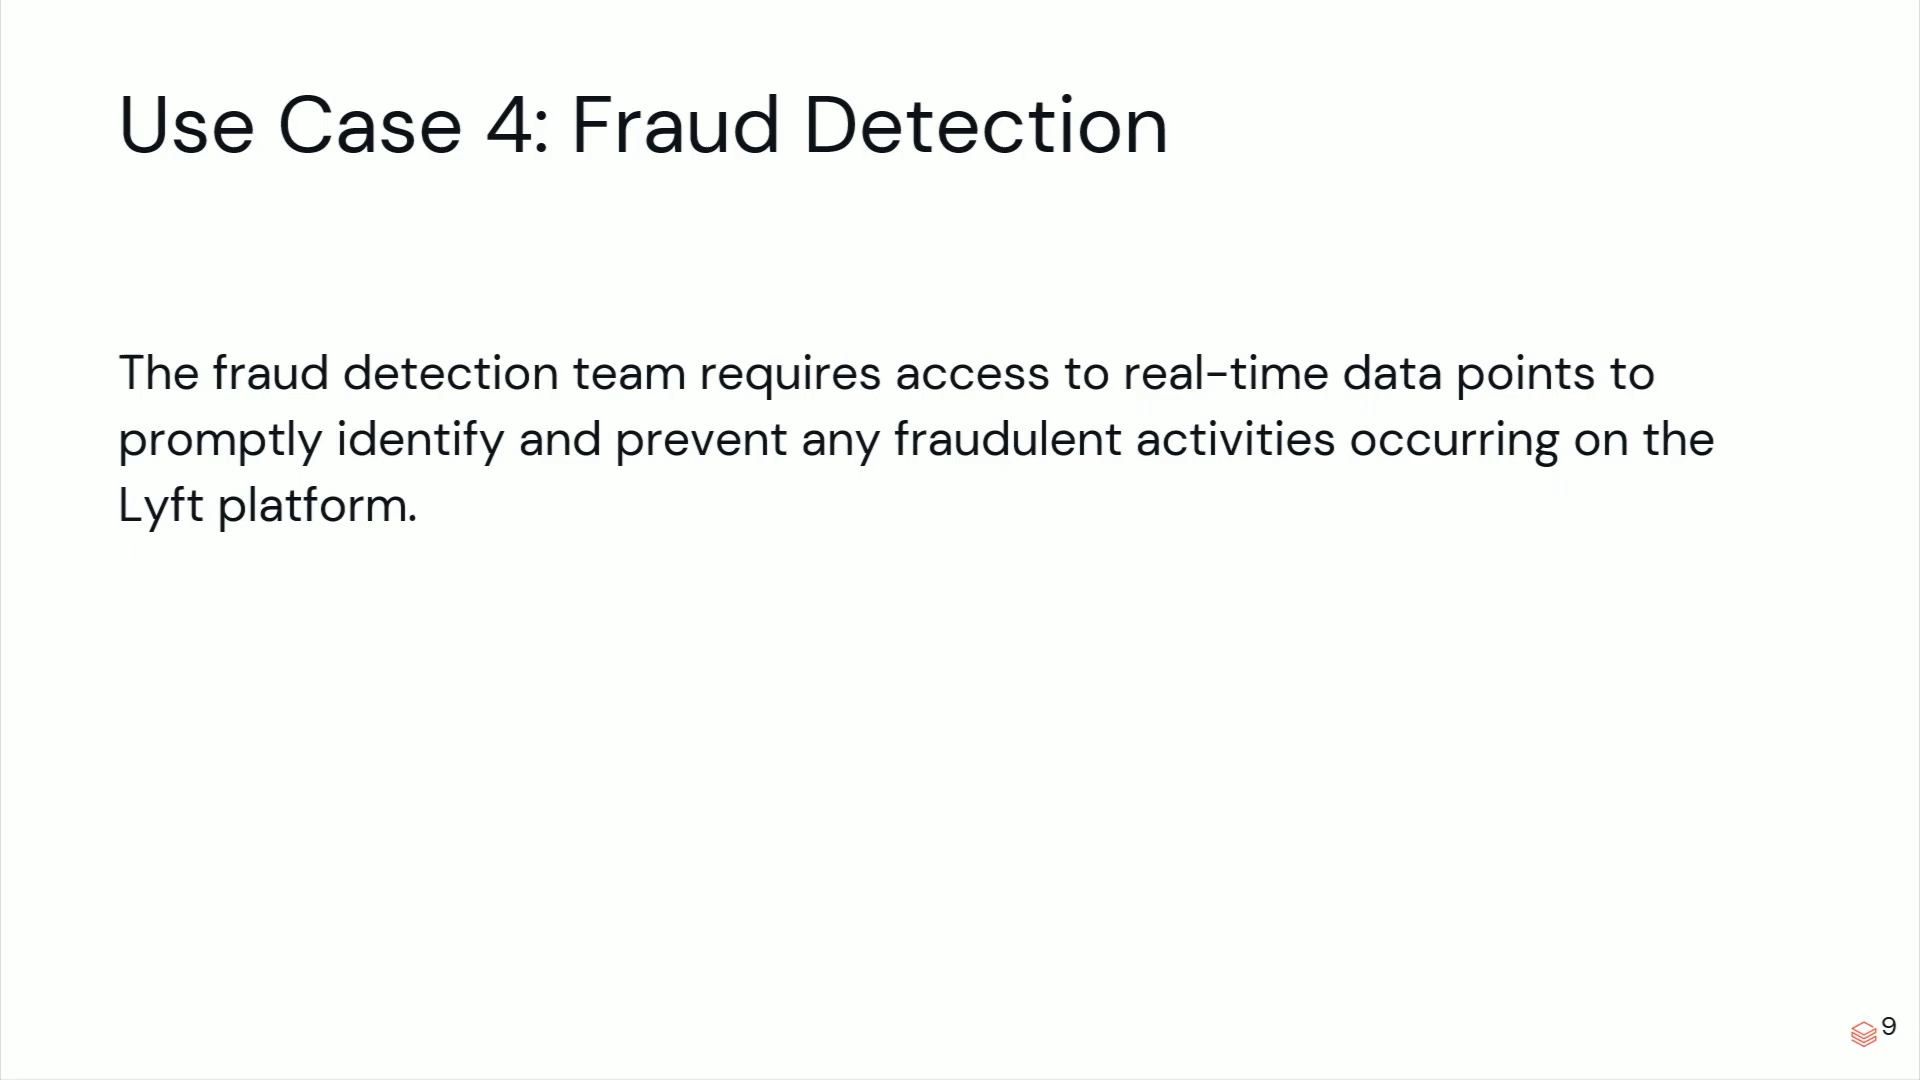 Use Case 4: Fraud Detection
The fraud detection team requires access to real-time data points to
promptly identify and prevent any fraudulent activities occurring on the
Lyft platform.
9